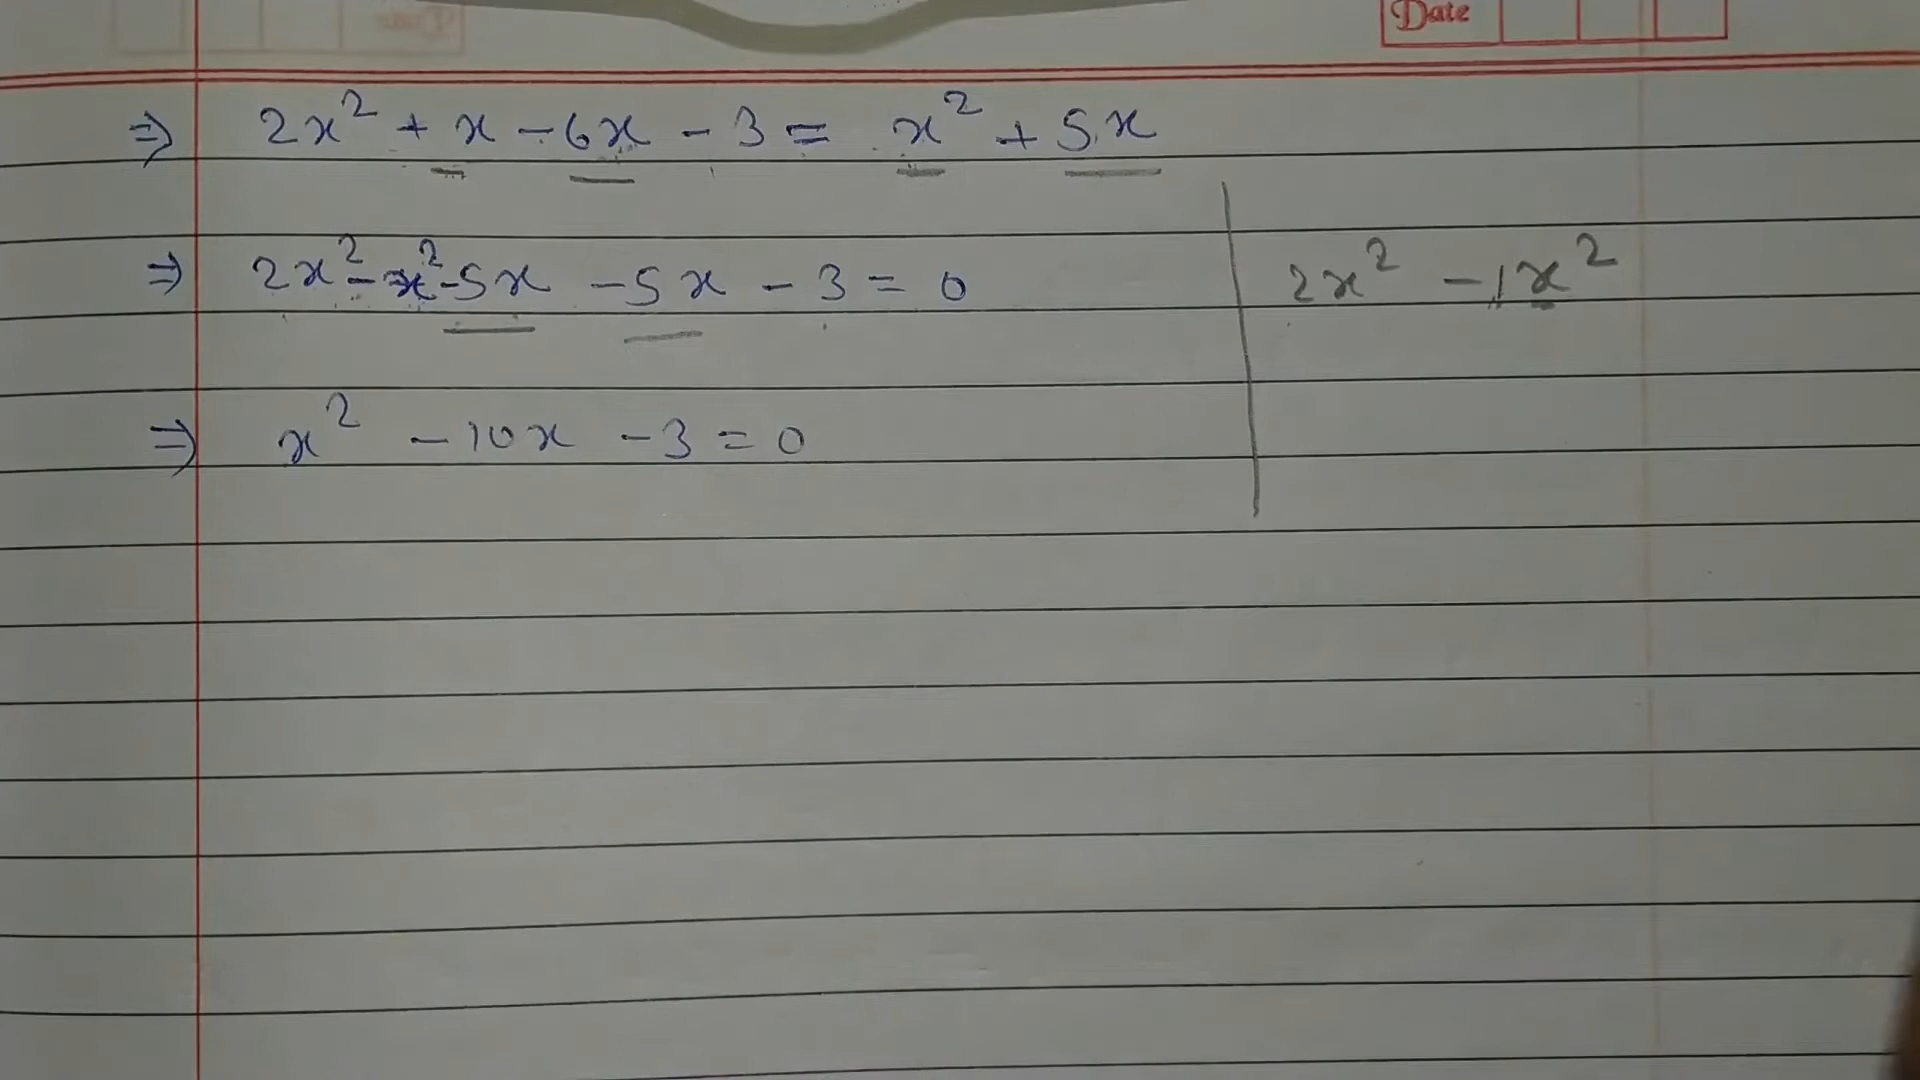 Date
⇒ 2x² + x - 6x - 3 = x² + 5x
⇒ 2x² - x² - 5x - 5x - 3 = 0
2x² - 1x²
⇒ x² - 10x - 3 = 0